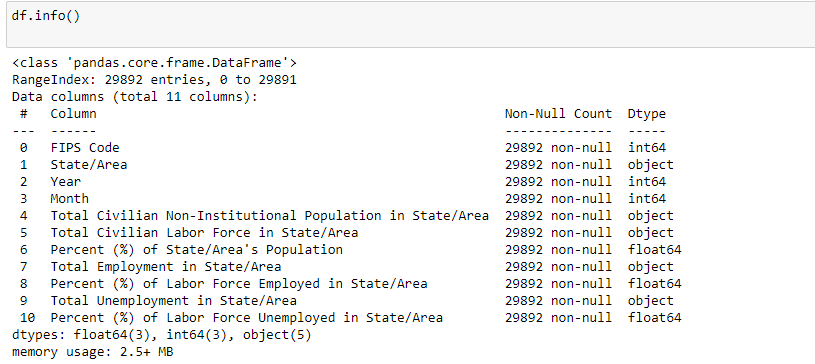 df.info()
<class 'pandas.core.frame.DataFrame'>
RangeIndex: 29892 entries, 0 to 29891
Data columns (total 11 columns):
 #   Column                                              Non-Null Count  Dtype
---  ------                                              --------------  -----
 0   FIPS Code                                           29892 non-null  int64
 1   State/Area                                          29892 non-null  object
 2   Year                                                29892 non-null  int64
 3   Month                                               29892 non-null  int64
 4   Total Civilian Non-Institutional Population in State/Area  29892 non-null  object
 5   Total Civilian Labor Force in State/Area            29892 non-null  object
 6   Percent (%) of State/Area's Population              29892 non-null  float64
 7   Total Employment in State/Area                      29892 non-null  object
 8   Percent (%) of Labor Force Employed in State/Area   29892 non-null  float64
 9   Total Unemployment in State/Area                    29892 non-null  object
 10  Percent (%) of Labor Force Unemployed in State/Area  29892 non-null  float64
dtypes: float64(3), int64(3), object(5)
memory usage: 2.5+ MB